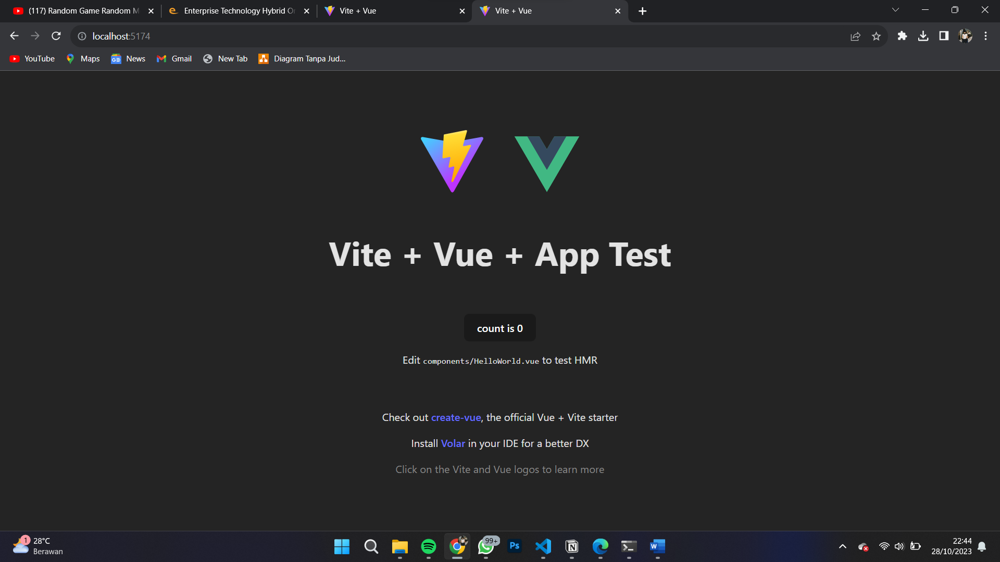 (117) Random Game Random M
Enterprise Technology Hybrid On
Vite + Vue
Vite + Vue
localhost:5174
YouTube
Maps
News
Gmail
New Tab
Diagram Tanpa Jud...
Vite + Vue + App Test
count is 0
Edit components/HelloWorld.vue to test HMR
Check out create-vue, the official Vue + Vite starter
Install Volar in your IDE for a better DX
Click on the Vite and Vue logos to learn more
1
28°C
Berawan
99+
Ps
22:44
28/10/2023